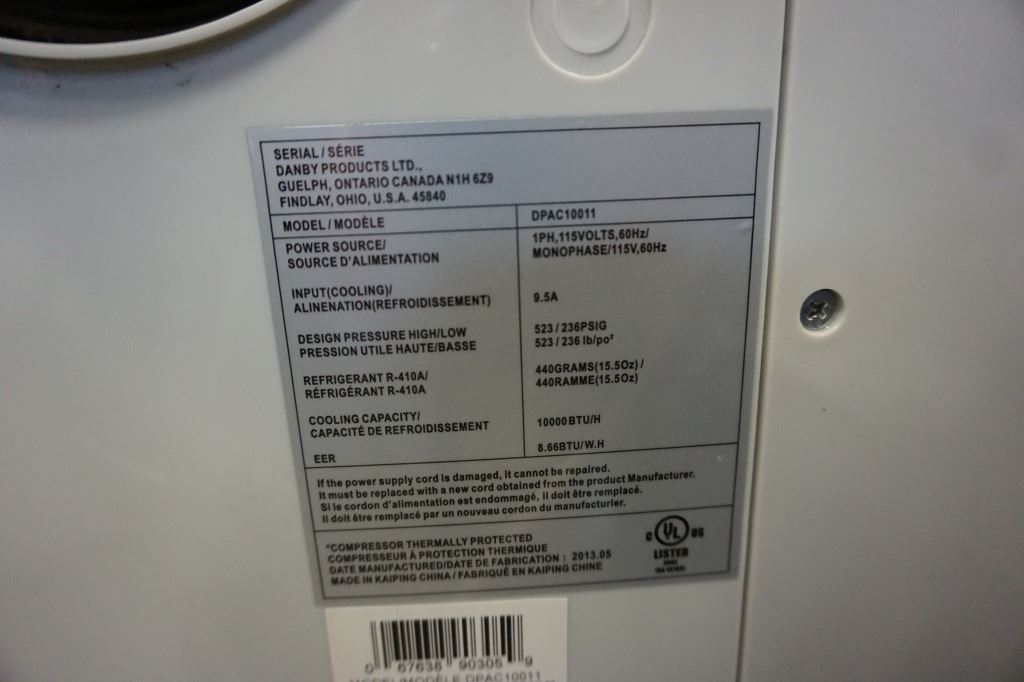 SERIAL / SÉRIE
DANBY PRODUCTS LTD.,
GUELPH, ONTARIO CANADA N1H 6Z9
FINDLAY, OHIO, U.S.A. 45840
MODEL / MODÈLE DPAC10011
POWER SOURCE/ 1PH,115VOLTS,60Hz/
SOURCE D'ALIMENTATION MONOPHASE/115V,60Hz
INPUT(COOLING)/
ALINENATION(REFROIDISSEMENT) 9.5A
DESIGN PRESSURE HIGH/LOW 523 / 236PSIG
PRESSION UTILE HAUTE/BASSE 523 / 236 lb/po²
REFRIGERANT R-410A/ 440GRAMS(15.5Oz) /
RÉFRIGÉRANT R-410A 440RAMME(15.5Oz)
COOLING CAPACITY/
CAPACITÉ DE REFROIDISSEMENT 10000BTU/H
EER 8.66BTU/W.H
If the power supply cord is damaged, it cannot be repaired.
It must be replaced with a new cord obtained from the product Manufacturer.
Si le cordon d'alimentation est endommagé, il doit être remplacé.
Il doit être remplacé par un nouveau cordon du manufacturier.
*COMPRESSOR THERMALLY PROTECTED
COMPRESSEUR À PROTECTION THERMIQUE
DATE MANUFACTURED/DATE DE FABRICATION : 2013.05
MADE IN KAIPING CHINA / FABRIQUÉ EN KAIPING CHINE
C UL US
LISTED
0 67638 90305 9
MODEL/MODÈLE DPAC10011